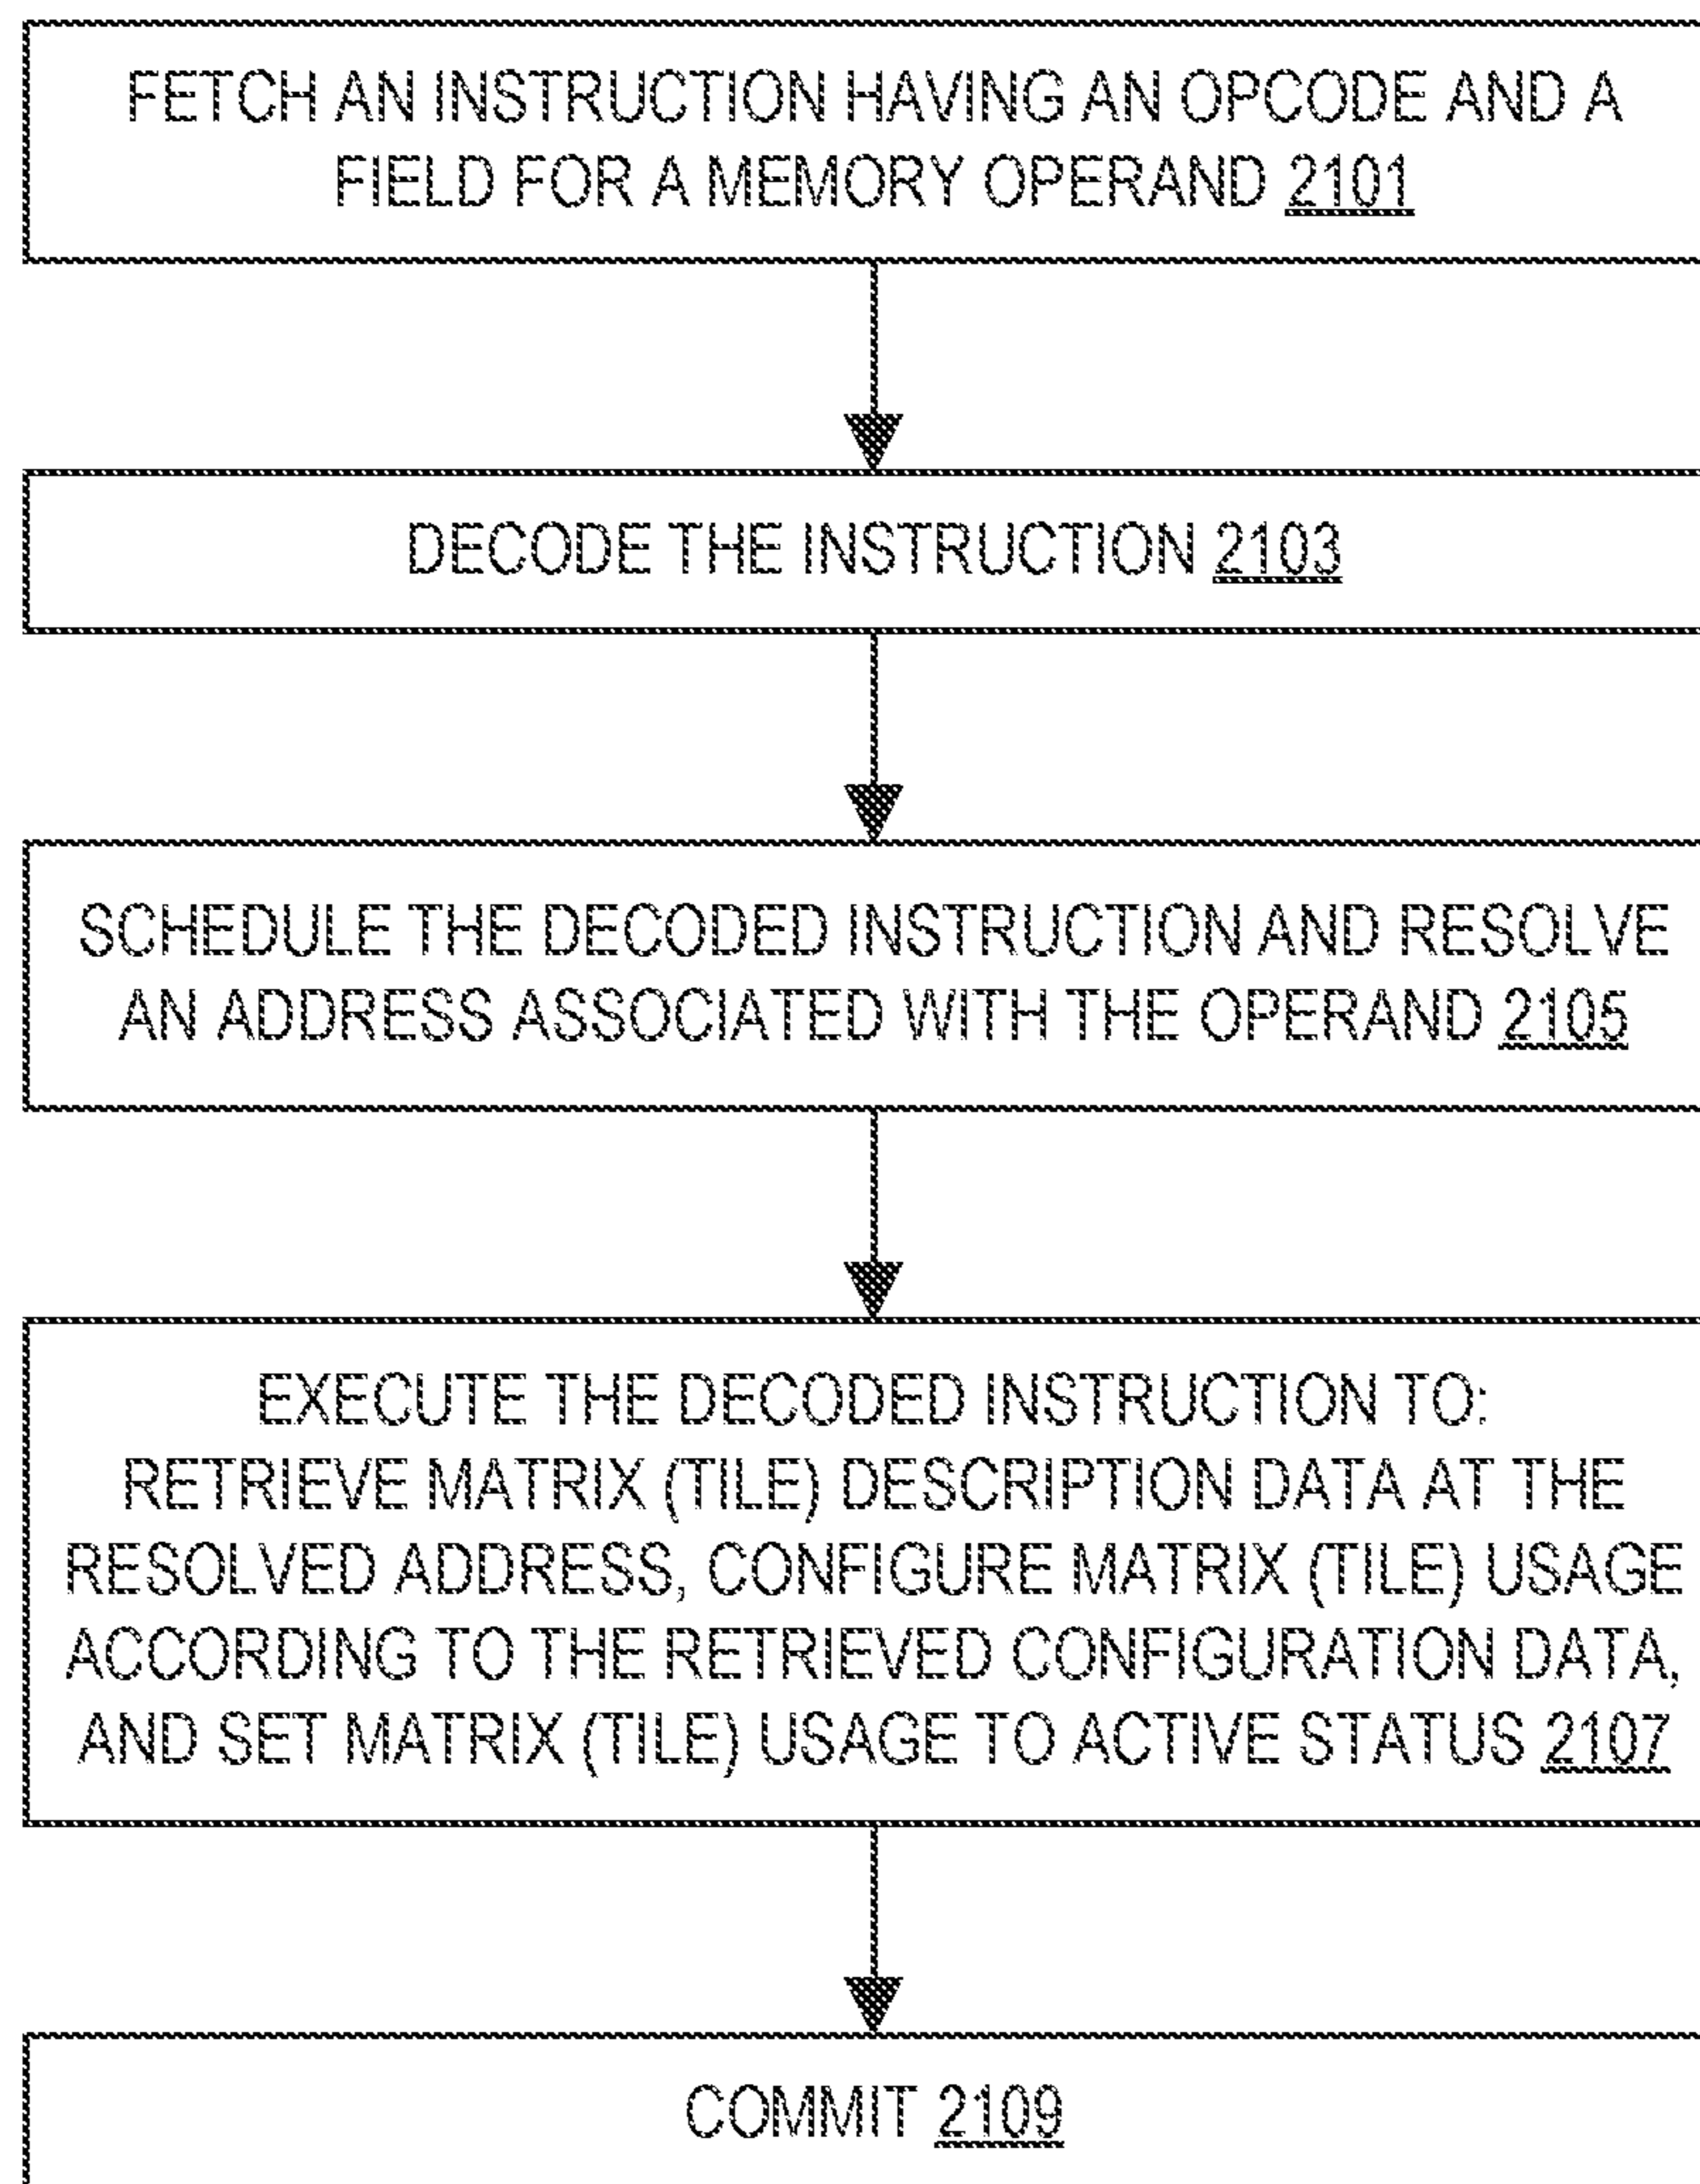 FETCH AN INSTRUCTION HAVING AN OPCODE AND A
FIELD FOR A MEMORY OPERAND 2101
DECODE THE INSTRUCTION 2103
SCHEDULE THE DECODED INSTRUCTION AND RESOLVE
AN ADDRESS ASSOCIATED WITH THE OPERAND 2105
EXECUTE THE DECODED INSTRUCTION TO:
RETRIEVE MATRIX (TILE) DESCRIPTION DATA AT THE
RESOLVED ADDRESS, CONFIGURE MATRIX (TILE) USAGE
ACCORDING TO THE RETRIEVED CONFIGURATION DATA,
AND SET MATRIX (TILE) USAGE TO ACTIVE STATUS 2107
COMMIT 2109